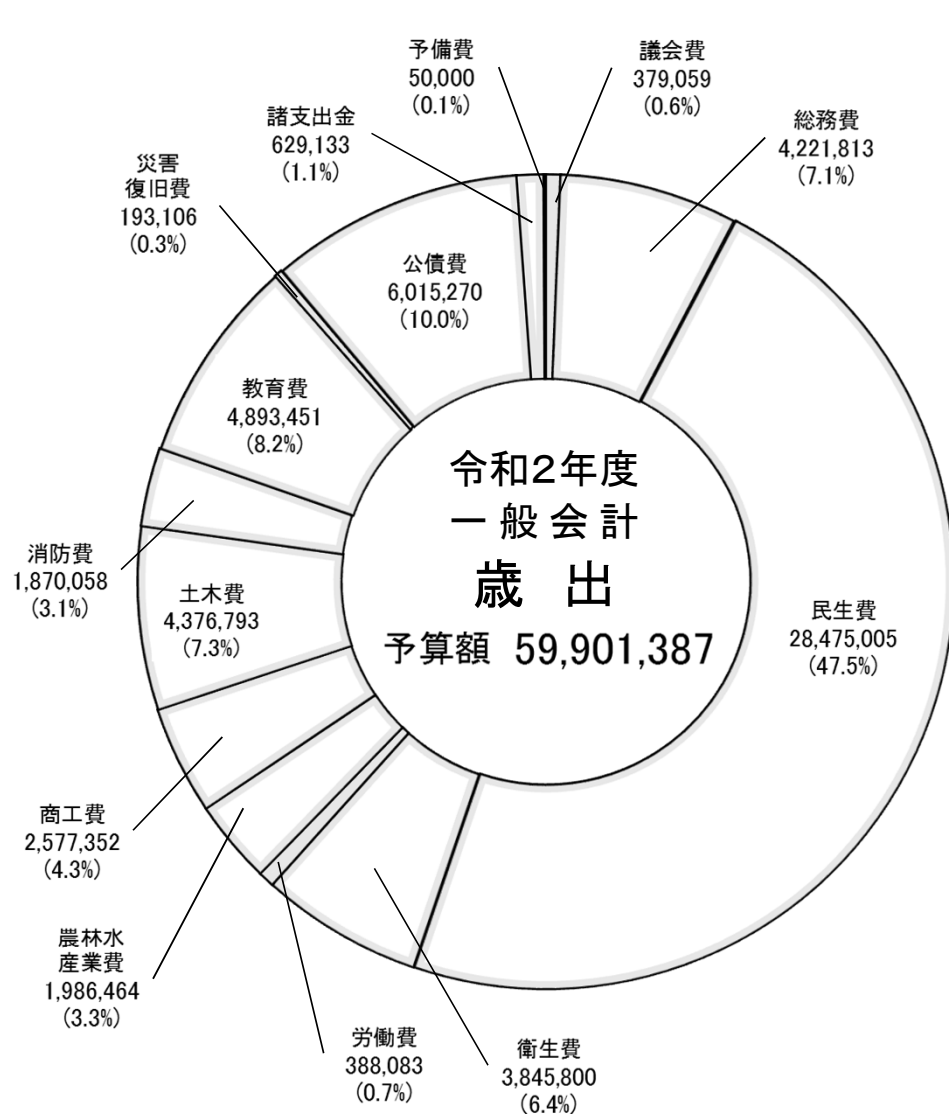 予備費
50,000
(0.1%)
議会費
379,059
(0.6%)
諸支出金
629,133
(1.1%)
総務費
4,221,813
(7.1%)
災害
復旧費
193,106
(0.3%)
公債費
6,015,270
(10.0%)
教育費
4,893,451
(8.2%)
令和2年度
一般会計
歳 出
予算額 59,901,387
消防費
1,870,058
(3.1%)
土木費
4,376,793
(7.3%)
民生費
28,475,005
(47.5%)
商工費
2,577,352
(4.3%)
農林水
産業費
1,986,464
(3.3%)
労働費
388,083
(0.7%)
衛生費
3,845,800
(6.4%)